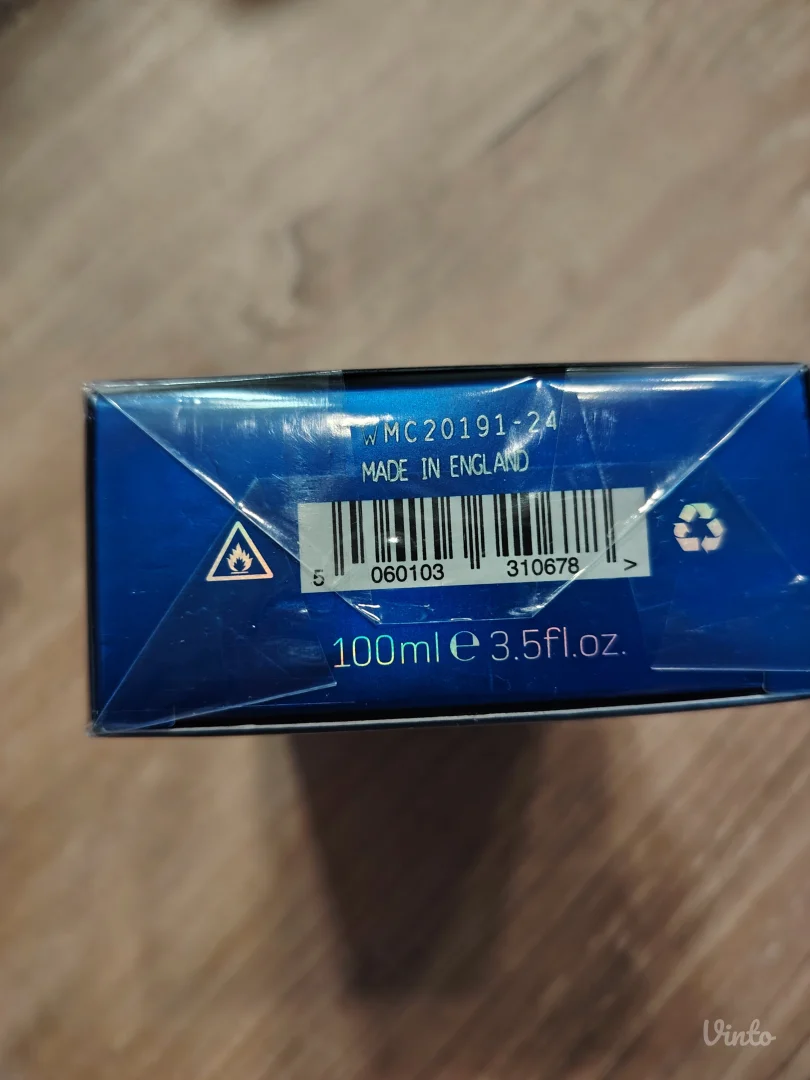 WMC20191-24
MADE IN ENGLAND
5 060103 310678 >
100ml e 3.5fl.oz.
Vinto